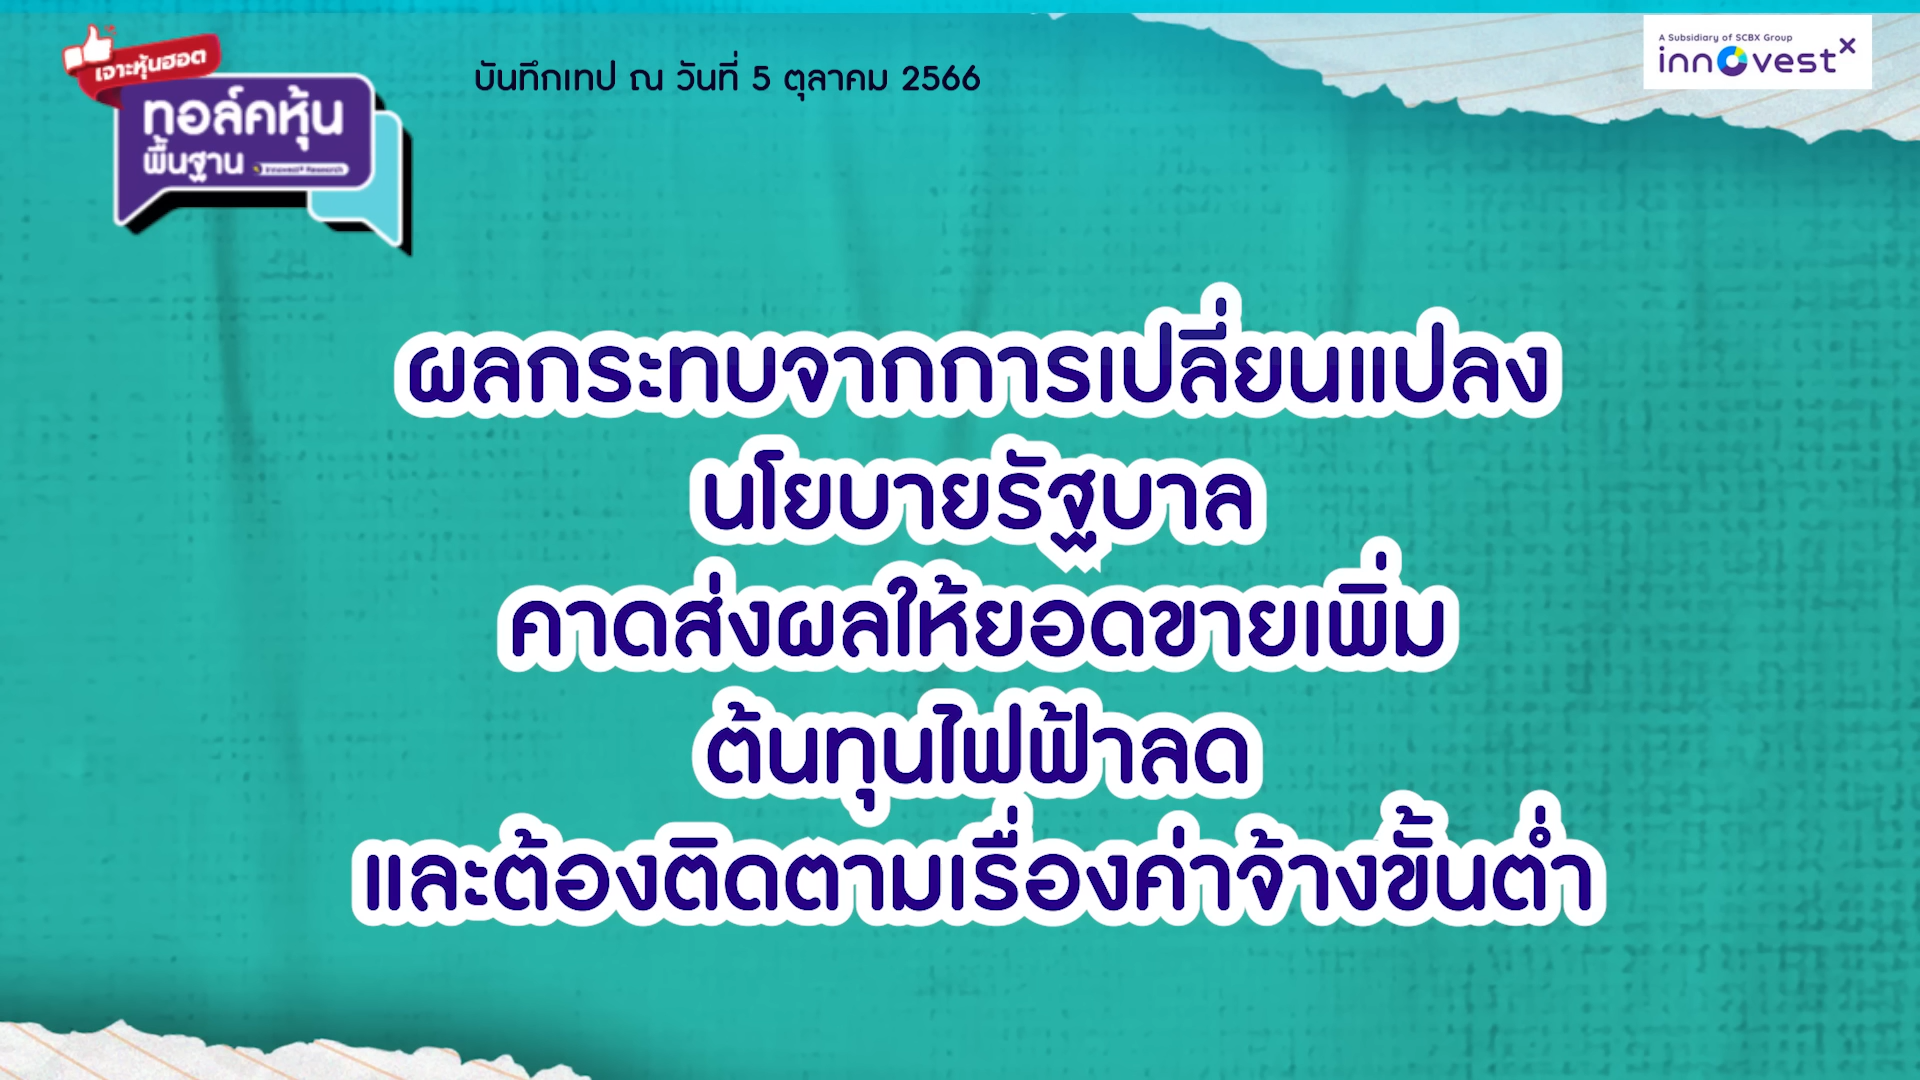 เจาะหุ้นฮอต
ทอล์คหุ้น
พื้นฐาน
Innovest Research
บันทึกเทป ณ วันที่ 5 ตุลาคม 2566
A Subsidiary of SCBX Group
innovestx
ผลกระทบจากการเปลี่ยนแปลง
นโยบายรัฐบาล
คาดส่งผลให้ยอดขายเพิ่ม
ต้นทุนไฟฟ้าลด
และต้องติดตามเรื่องค่าจ้างขั้นต่ำ